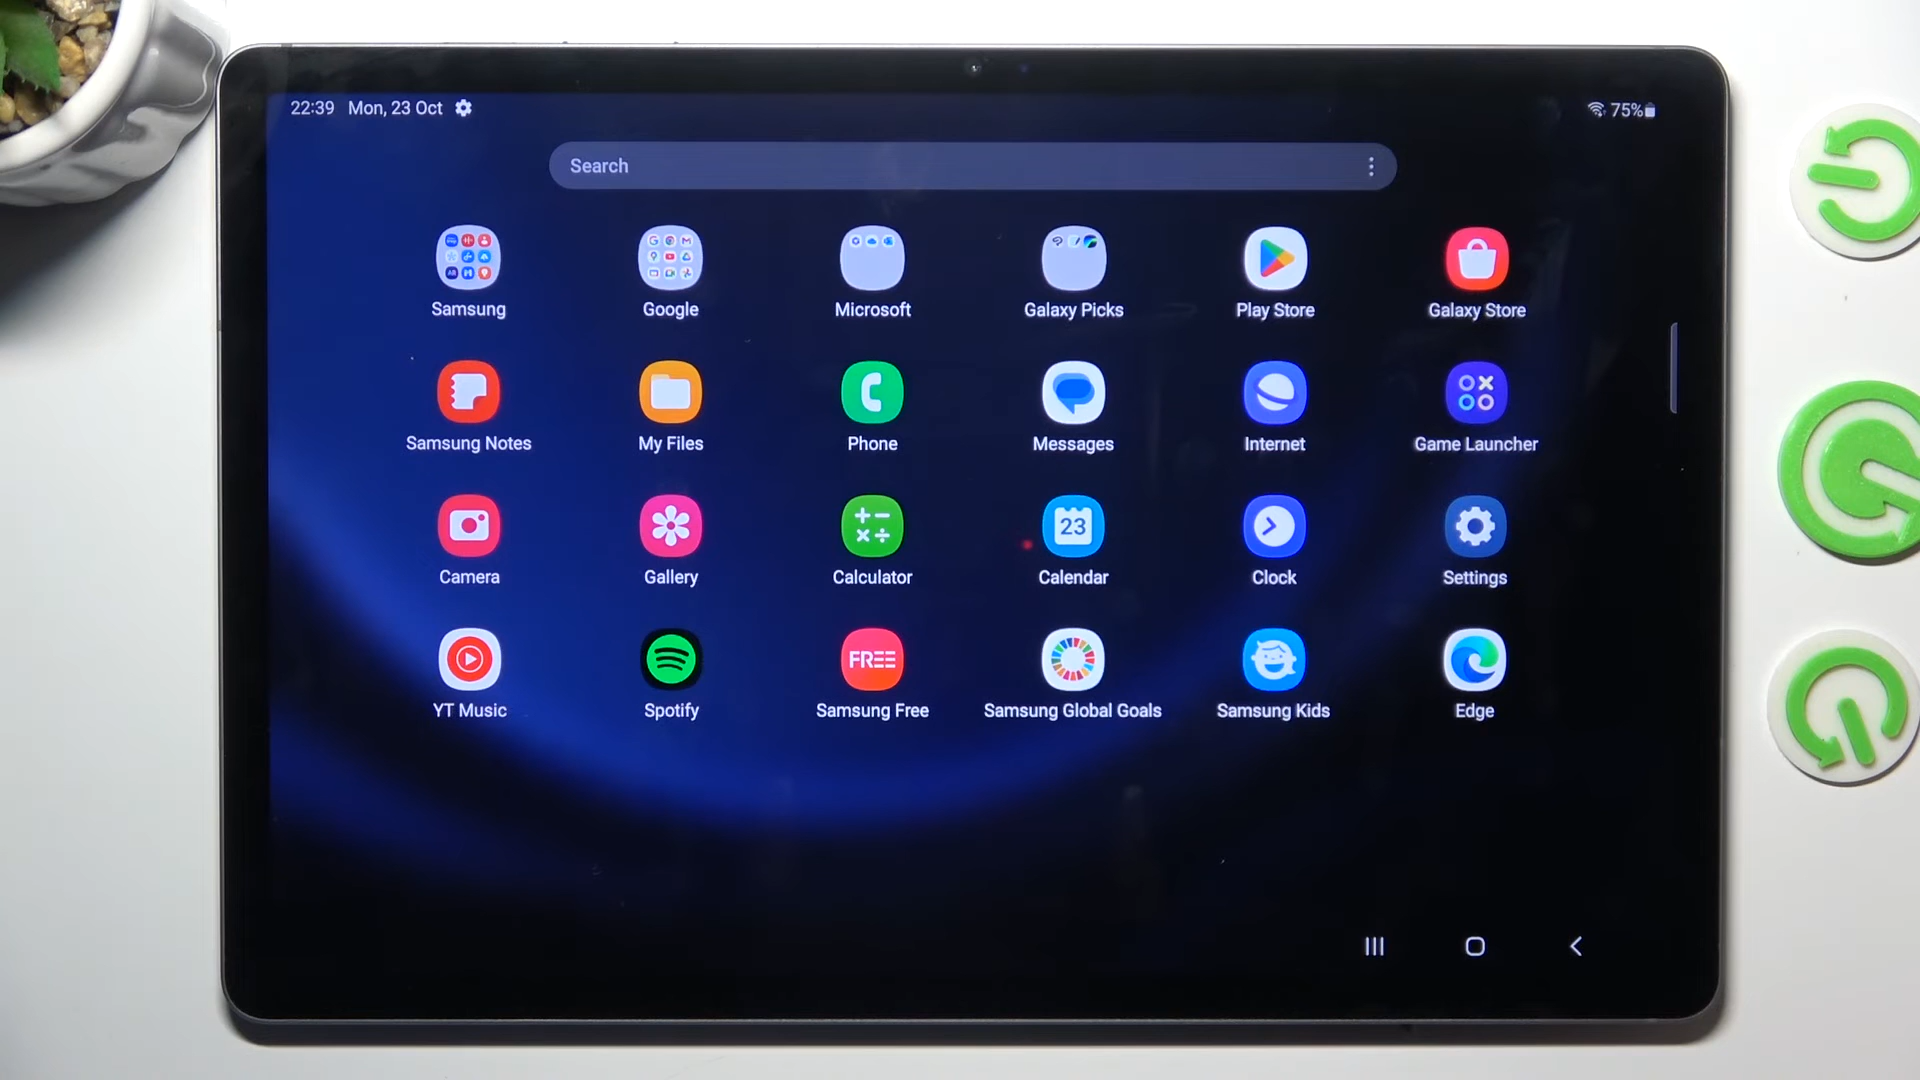 22:39 Mon, 23 Oct
75%
Search
Samsung
Google
Microsoft
Galaxy Picks
Play Store
Galaxy Store
Samsung Notes
My Files
Phone
Messages
Internet
Game Launcher
23
Camera
Gallery
Calculator
Calendar
Clock
Settings
FREE
YT Music
Spotify
Samsung Free
Samsung Global Goals
Samsung Kids
Edge